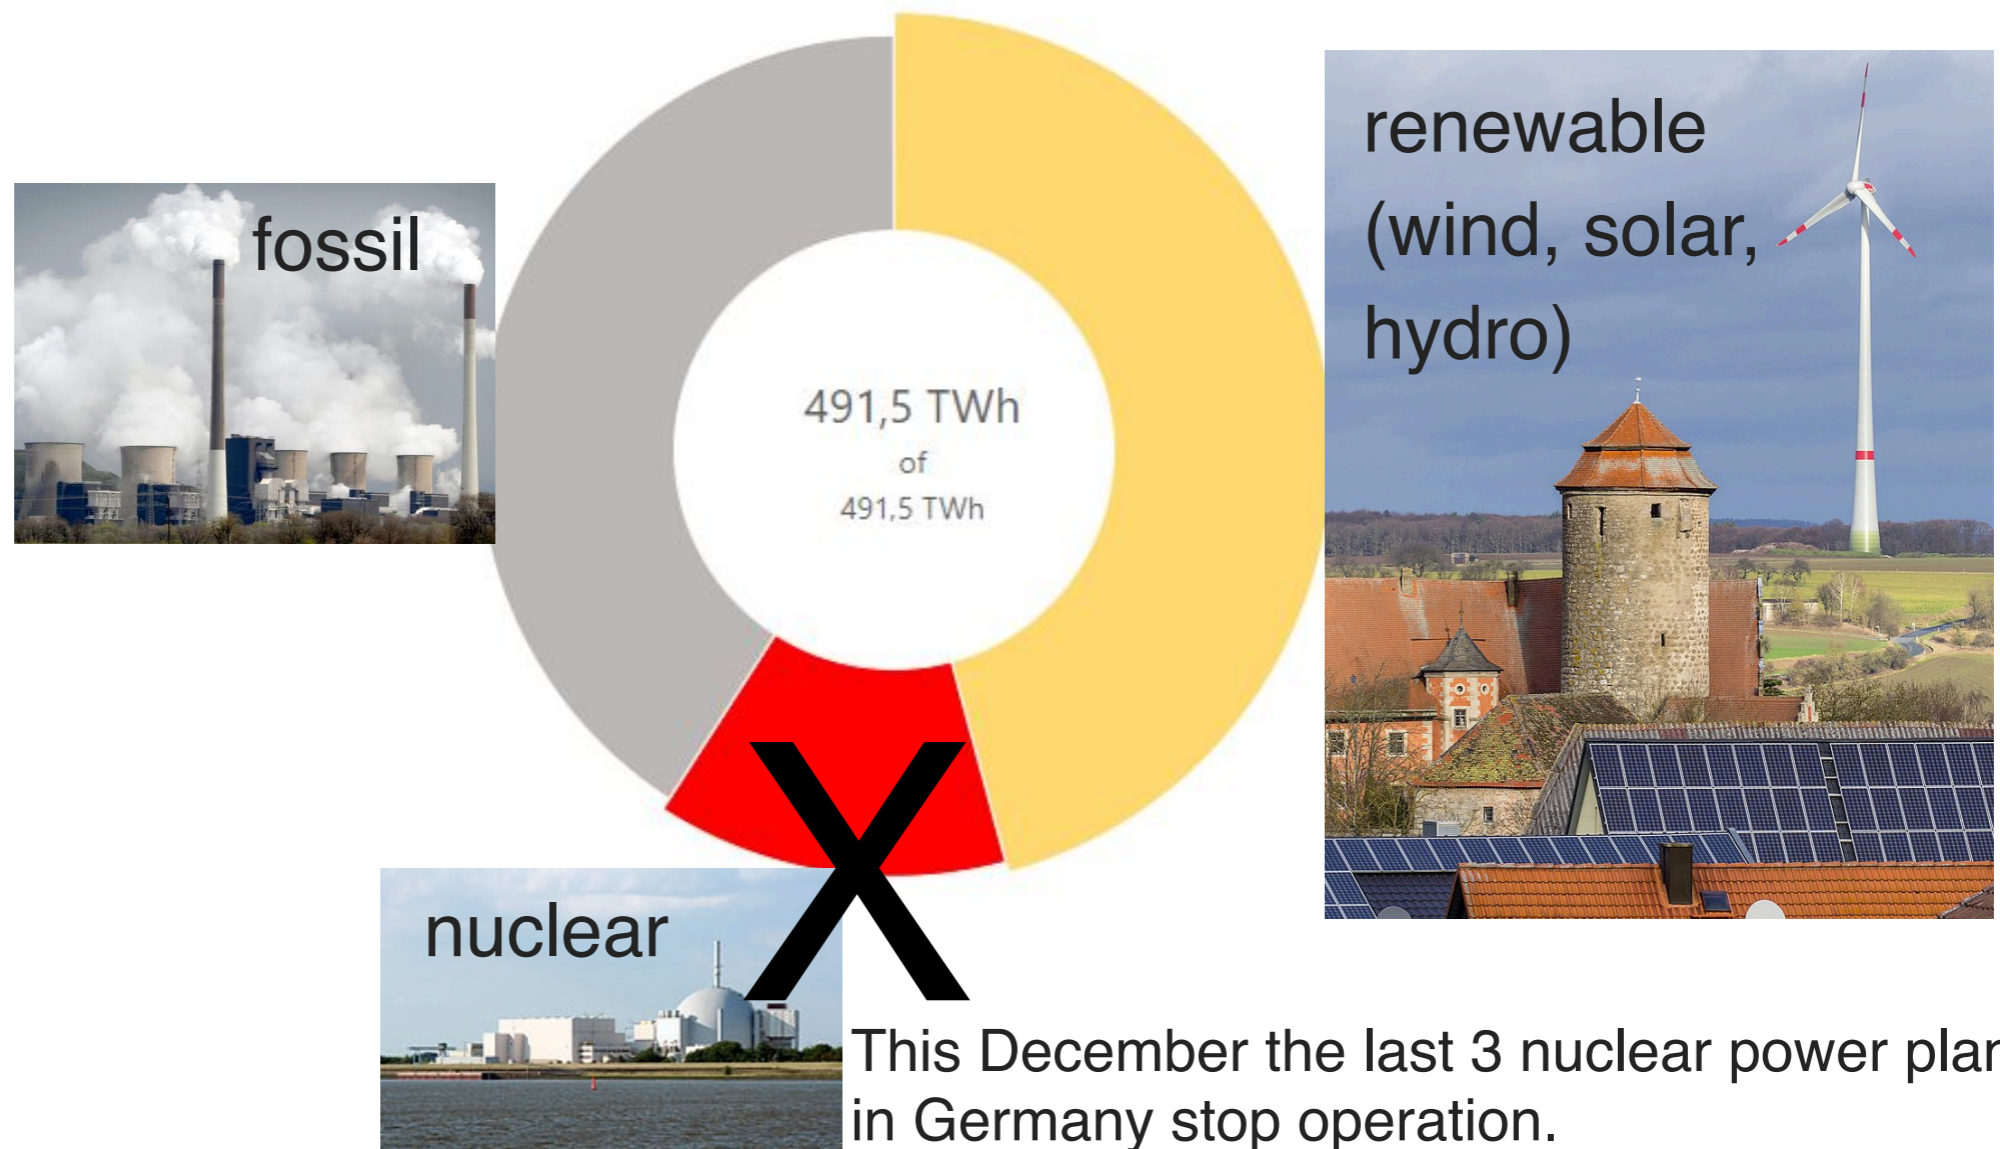 fossil
renewable
(wind, solar,
hydro)
491,5 TWh
of
491,5 TWh
nuclear
X
This December the last 3 nuclear power
in Germany stop operation.